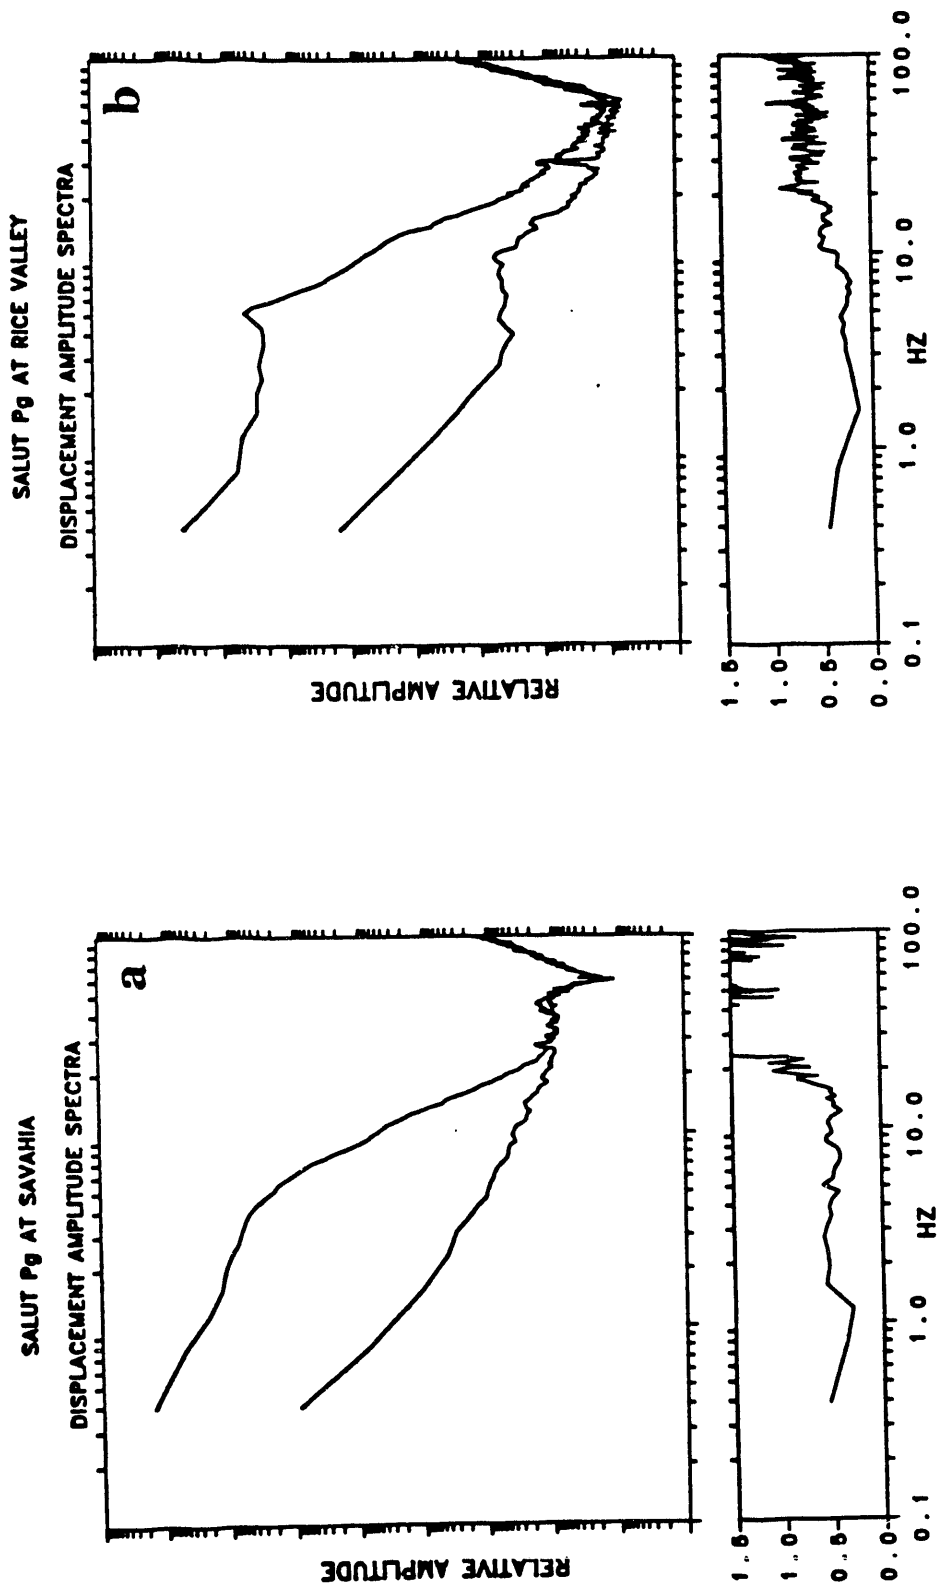 SALUT Pg AT SAVAHIA
DISPLACEMENT AMPLITUDE SPECTRA
a
RELATIVE AMPLITUDE
1.5
1.0
0.5
0.0
0.1 1.0 10.0 100.0
HZ
SALUT Pg AT RICE VALLEY
DISPLACEMENT AMPLITUDE SPECTRA
b
RELATIVE AMPLITUDE
1.5
1.0
0.5
0.0
0.1 1.0 10.0 100.0
HZ